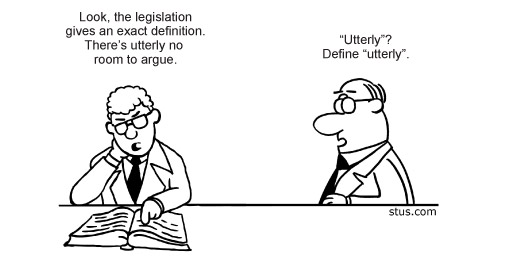 Look, the legislation
gives an exact definition.
There's utterly no
room to argue.
“Utterly”?
Define “utterly”.
stus.com